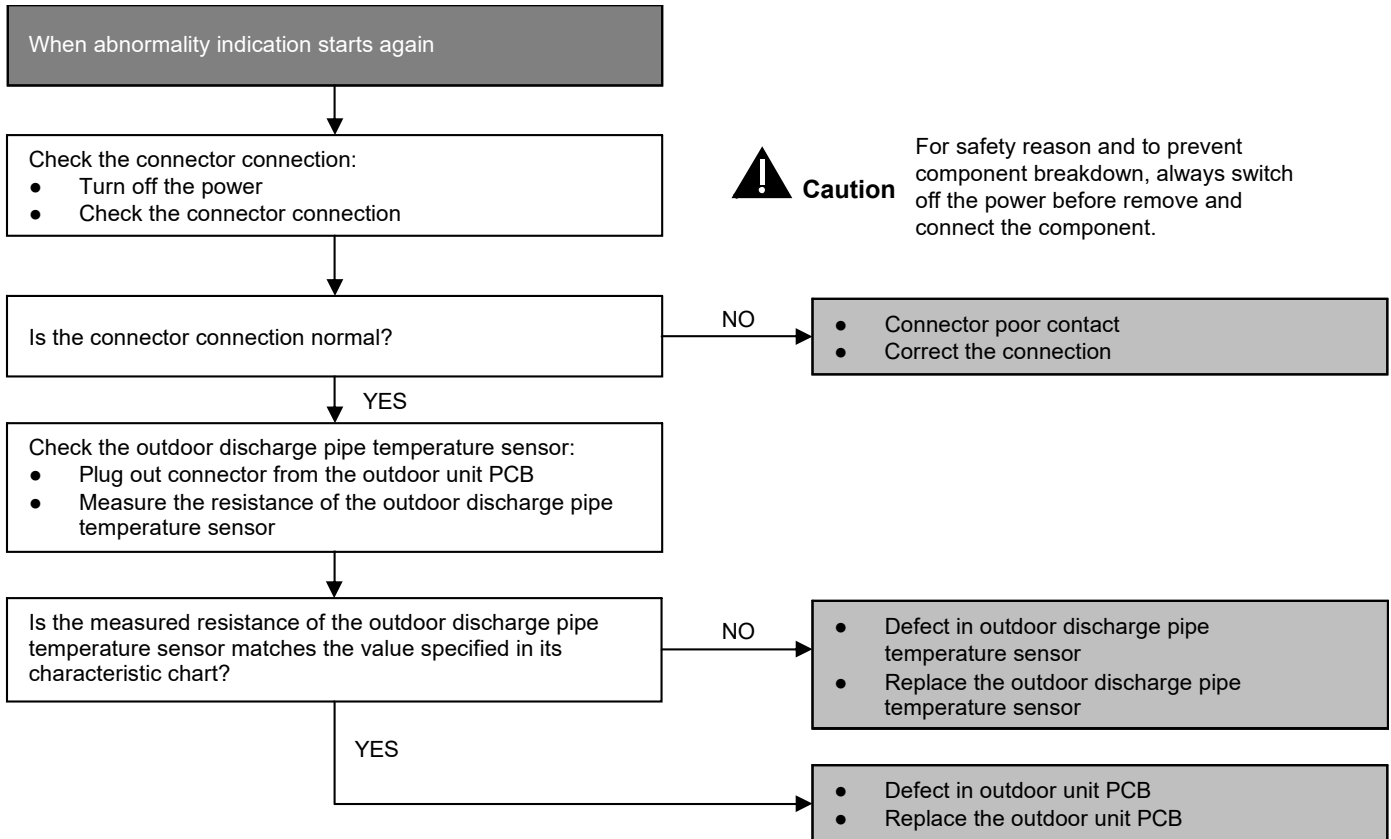 When abnormality indication starts again
Check the connector connection:
● Turn off the power
● Check the connector connection
Caution
For safety reason and to prevent
component breakdown, always switch
off the power before remove and
connect the component.
Is the connector connection normal?
NO
● Connector poor contact
● Correct the connection
YES
Check the outdoor discharge pipe temperature sensor:
● Plug out connector from the outdoor unit PCB
● Measure the resistance of the outdoor discharge pipe
temperature sensor
Is the measured resistance of the outdoor discharge pipe
temperature sensor matches the value specified in its
characteristic chart?
NO
● Defect in outdoor discharge pipe
temperature sensor
● Replace the outdoor discharge pipe
temperature sensor
YES
● Defect in outdoor unit PCB
● Replace the outdoor unit PCB